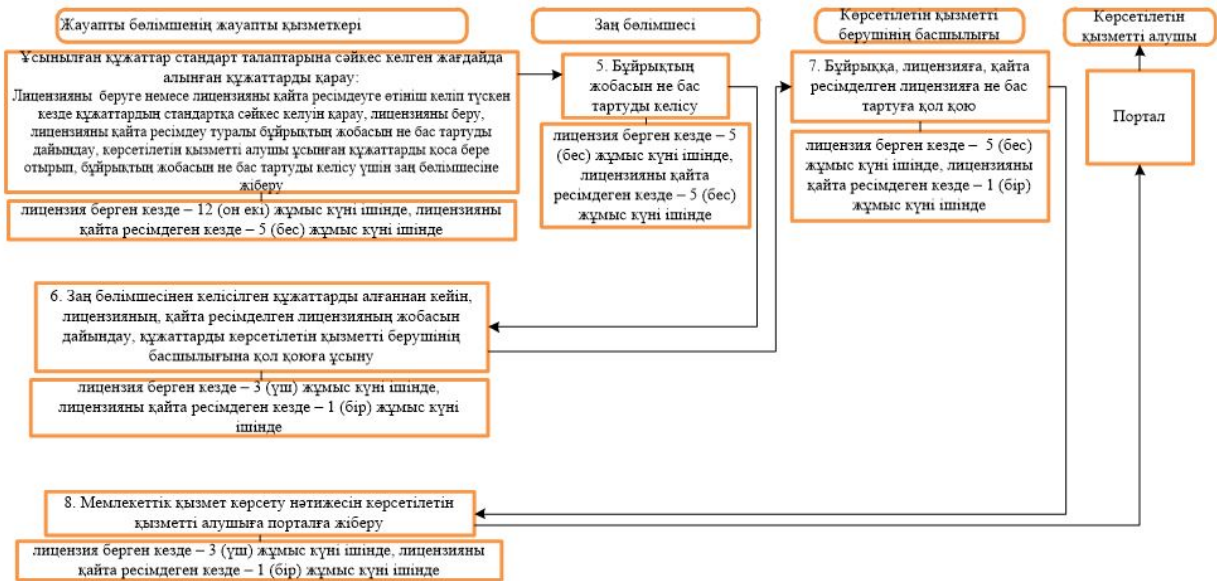 Жауапты бөлімшенің жауапты қызметкері
Заң бөлімшесі
Көрсетілетін қызметті
берушінің басшылығы
Көрсетілетін
қызметті алушы
Ұсынылған құжаттар стандарт талаптарына сәйкес келген жағдайда
алынған құжаттарды қарау:
Лицензияны беруге немесе лицензияны қайта ресімдеуге өтініш келіп түскен
кезде құжаттардың стандартқа сәйкес келуін қарау, лицензияны беру,
лицензияны қайта ресімдеу туралы бұйрықтың жобасын не бас тартуды
дайындау, көрсетілетін қызметті алушы ұсынған құжаттарды қоса бере
отырып, бұйрықтың жобасын не бас тартуды келісу үшін заң бөлімшесіне
жіберу
лицензия берген кезде – 12 (он екі) жұмыс күні ішінде, лицензияны
қайта ресімдеген кезде – 5 (бес) жұмыс күні ішінде
5. Бұйрықтың
жобасын не бас
тартуды келісу
лицензия берген кезде – 5
(бес) жұмыс күні ішінде,
лицензияны қайта
ресімдеген кезде – 5 (бес)
жұмыс күні ішінде
7. Бұйрыққа, лицензияға, қайта
ресімделген лицензияға не бас
тартуға қол қою
лицензия берген кезде – 5 (бес)
жұмыс күні ішінде, лицензияны
қайта ресімдеген кезде – 1 (бір)
жұмыс күні ішінде
Портал
6. Заң бөлімшесінен келісілген құжаттарды алғаннан кейін,
лицензияның, қайта ресімделген лицензияның жобасын
дайындау, құжаттарды көрсетілетін қызметті берушінің
басшылығына қол қоюға ұсыну
лицензия берген кезде – 3 (үш) жұмыс күні ішінде,
лицензияны қайта ресімдеген кезде – 1 (бір) жұмыс күні
ішінде
8. Мемлекеттік қызмет көрсету нәтижесін көрсетілетін
қызметті алушыға порталға жіберу
лицензия берген кезде – 3 (үш) жұмыс күні ішінде, лицензияны
қайта ресімдеген кезде – 1 (бір) жұмыс күні ішінде